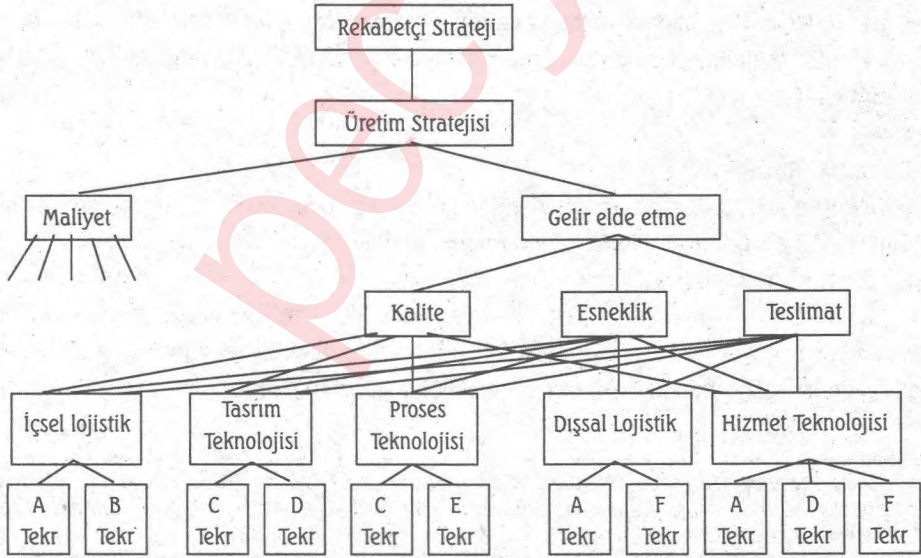 Rekabetçi Strateji
Üretim Stratejisi
Maliyet
Gelir elde etme
Kalite
Esneklik
Teslimat
İçsel lojistik
Tasrım
Teknolojisi
Proses
Teknolojisi
Dışsal Lojistik
Hizmet Teknolojisi
A
Tekr
B
Tekr
C
Tekr
D
Tekr
C
Tekr
E
Tekr
A
Tekr
F
Tekr
A
Tekr
D
Tekr
F
Tekr